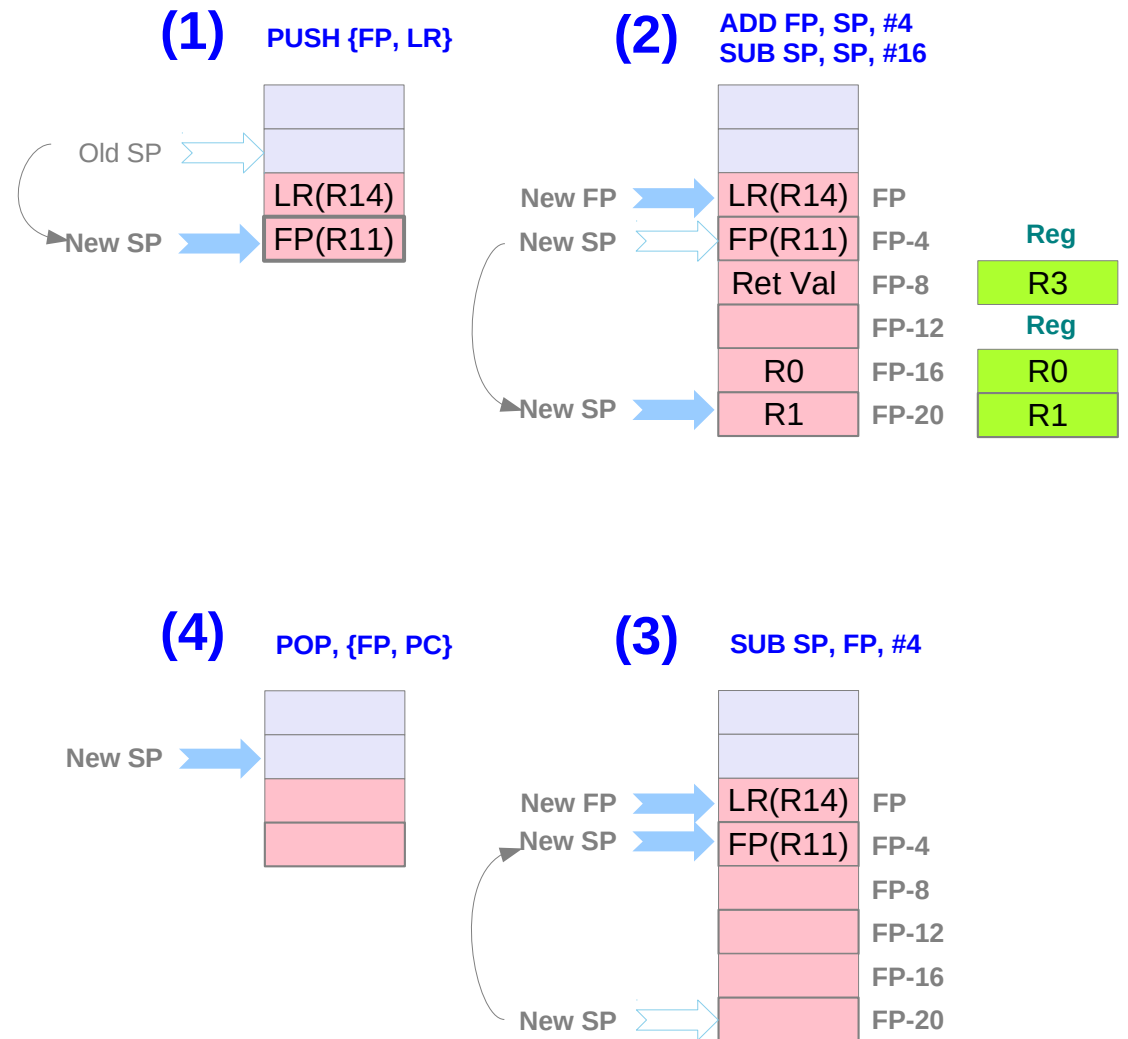 (1)
PUSH {FP, LR}
Old SP
LR(R14)
New SP
FP(R11)
(2)
ADD FP, SP, #4
SUB SP, SP, #16
New FP
LR(R14)
FP
New SP
FP(R11)
FP-4
Reg
Ret Val
FP-8
R3
FP-12
Reg
R0
FP-16
R0
New SP
R1
FP-20
R1
(4)
POP, {FP, PC}
New SP
(3)
SUB SP, FP, #4
New FP
LR(R14)
FP
New SP
FP(R11)
FP-4
FP-8
FP-12
FP-16
New SP
FP-20